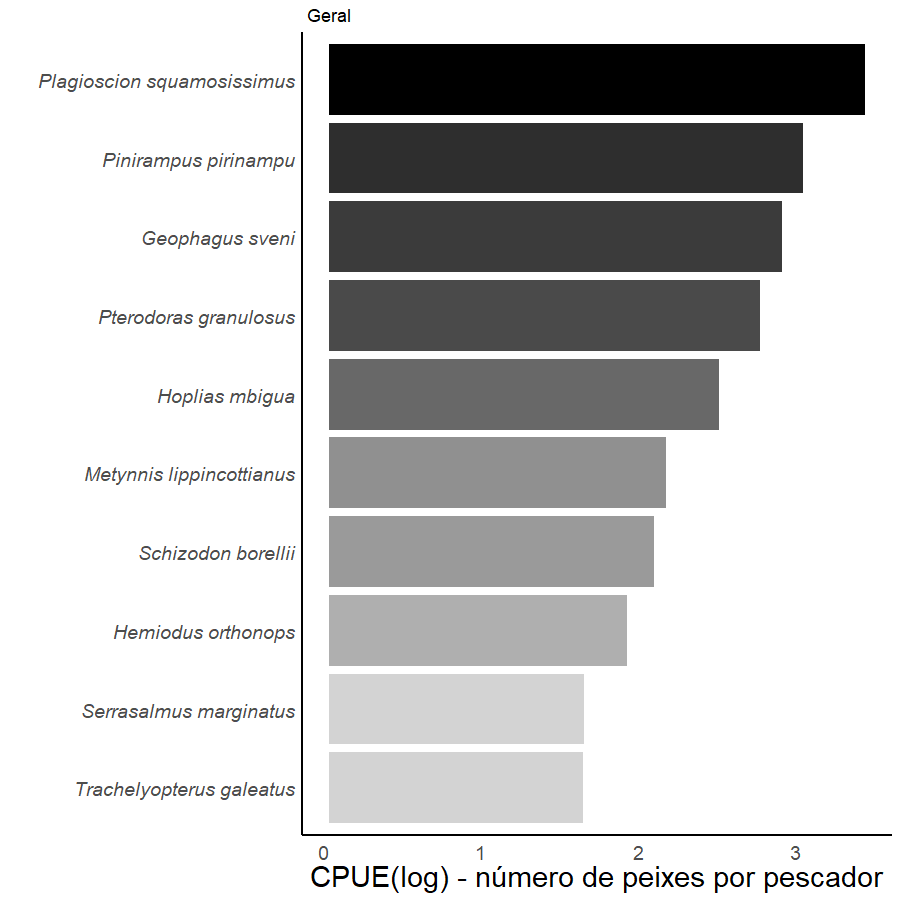 Geral
Plagioscion squamosissimus
Pinirampus pirinampu
Geophagus sveni
Pterodoras granulosus
Hoplias mbigua
Metynnis lippincottianus
Schizodon borellii
Hemiodus orthonops
Serrasalmus marginatus
Trachelyopterus galeatus
0 1 2 3
CPUE(log) - número de peixes por pescador